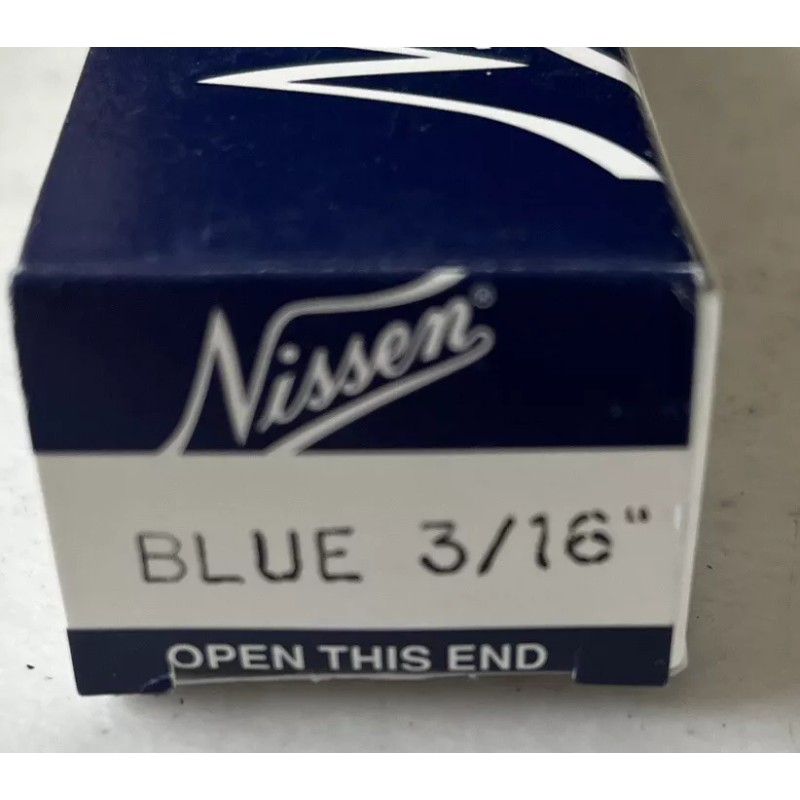 Nissen®
BLUE 3/16"
OPEN THIS END